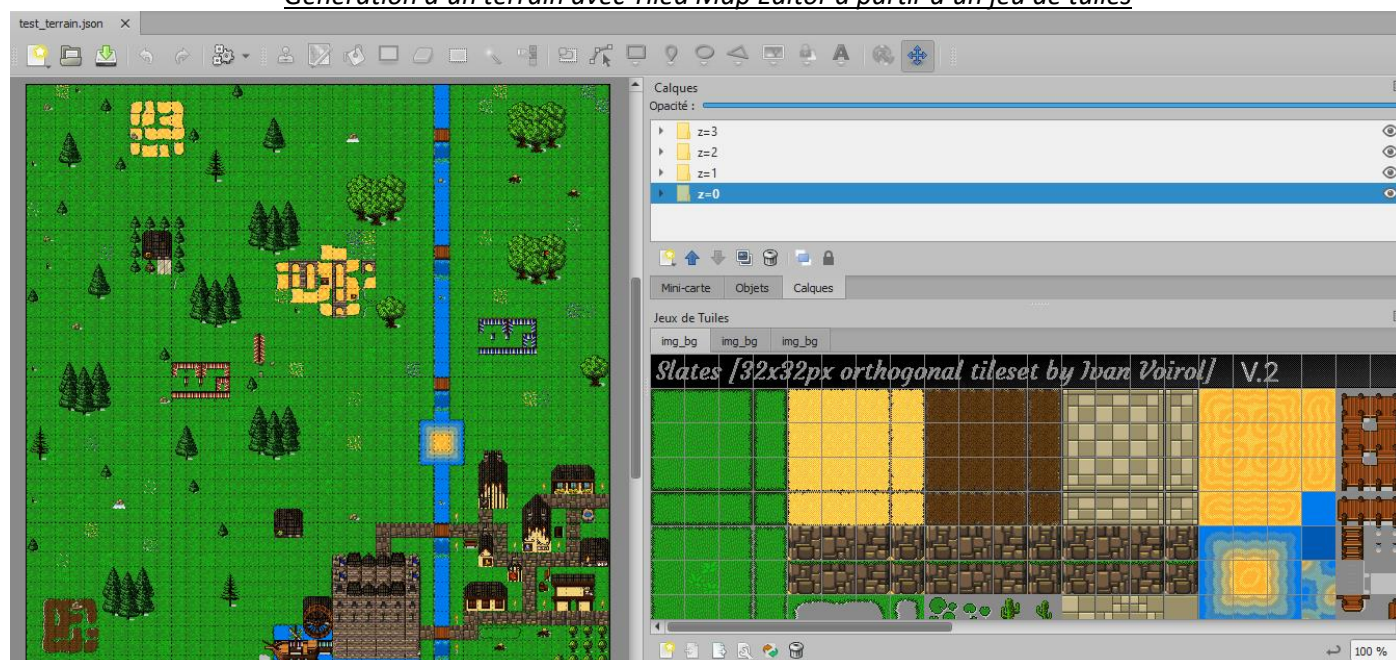 Génération d'un terrain avec Tiled Map Editor à partir d'un jeu de tuiles
test_terrain.json
Calques
Opacité :
z=3
z=2
z=1
z=0
Mini-carte Objets Calques
Jeux de Tuiles
img_bg img_bg img_bg
Slates [32x32px orthogonal tileset by Ivan Voirol] V.2
100 %